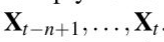 X_{t−n+1}, . . . , X_t.